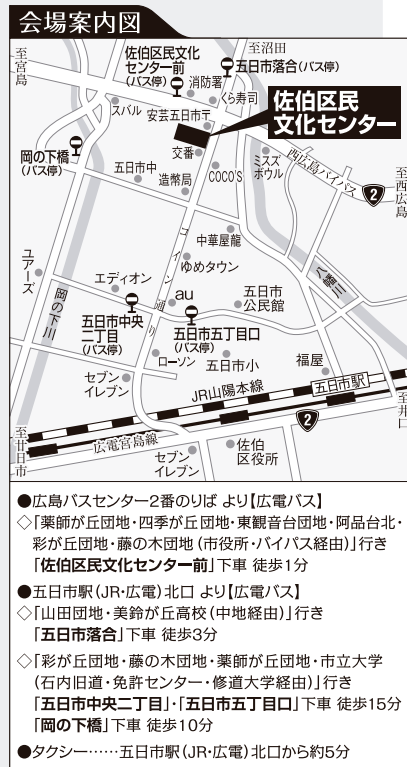 会場案内図
至宮島
至沼田
佐伯区民文化
センター前
(バス停)
五日市落合(バス停)
消防署
くら寿司
スバル
安芸五日市〒
佐伯区民
文化センター
岡の下橋
(バス停)
交番
五日市中
造幣局
COCO'S
ミスズ
ボウル
西広島バイパス
2
至西広島
コイン通り
中華屋龍
ゆめタウン
ユアーズ
岡の下川
エディオン
au
五日市
公民館
八幡川
五日市中央
二丁目
(バス停)
五日市五丁目口
(バス停)
ローソン
五日市小
福屋
セブン
イレブン
JR山陽本線
五日市駅
至井口
2
至廿日市
広電宮島線
セブン
イレブン
佐伯
区役所
●広島バスセンター2番のりば より【広電バス】
◇「薬師が丘団地・四季が丘団地・東観音台団地・阿品台北・
彩が丘団地・藤の木団地(市役所・バイパス経由)」行き
「佐伯区民文化センター前」下車 徒歩1分
●五日市駅(JR・広電)北口 より【広電バス】
◇「山田団地・美鈴が丘高校(中地経由)」行き
「五日市落合」下車 徒歩3分
◇「彩が丘団地・藤の木団地・薬師が丘団地・市立大学
(石内旧道・免許センター・修道大学経由)」行き
「五日市中央二丁目」・「五日市五丁目口」下車 徒歩15分
「岡の下橋」下車 徒歩10分
●タクシー……五日市駅(JR・広電)北口から約5分